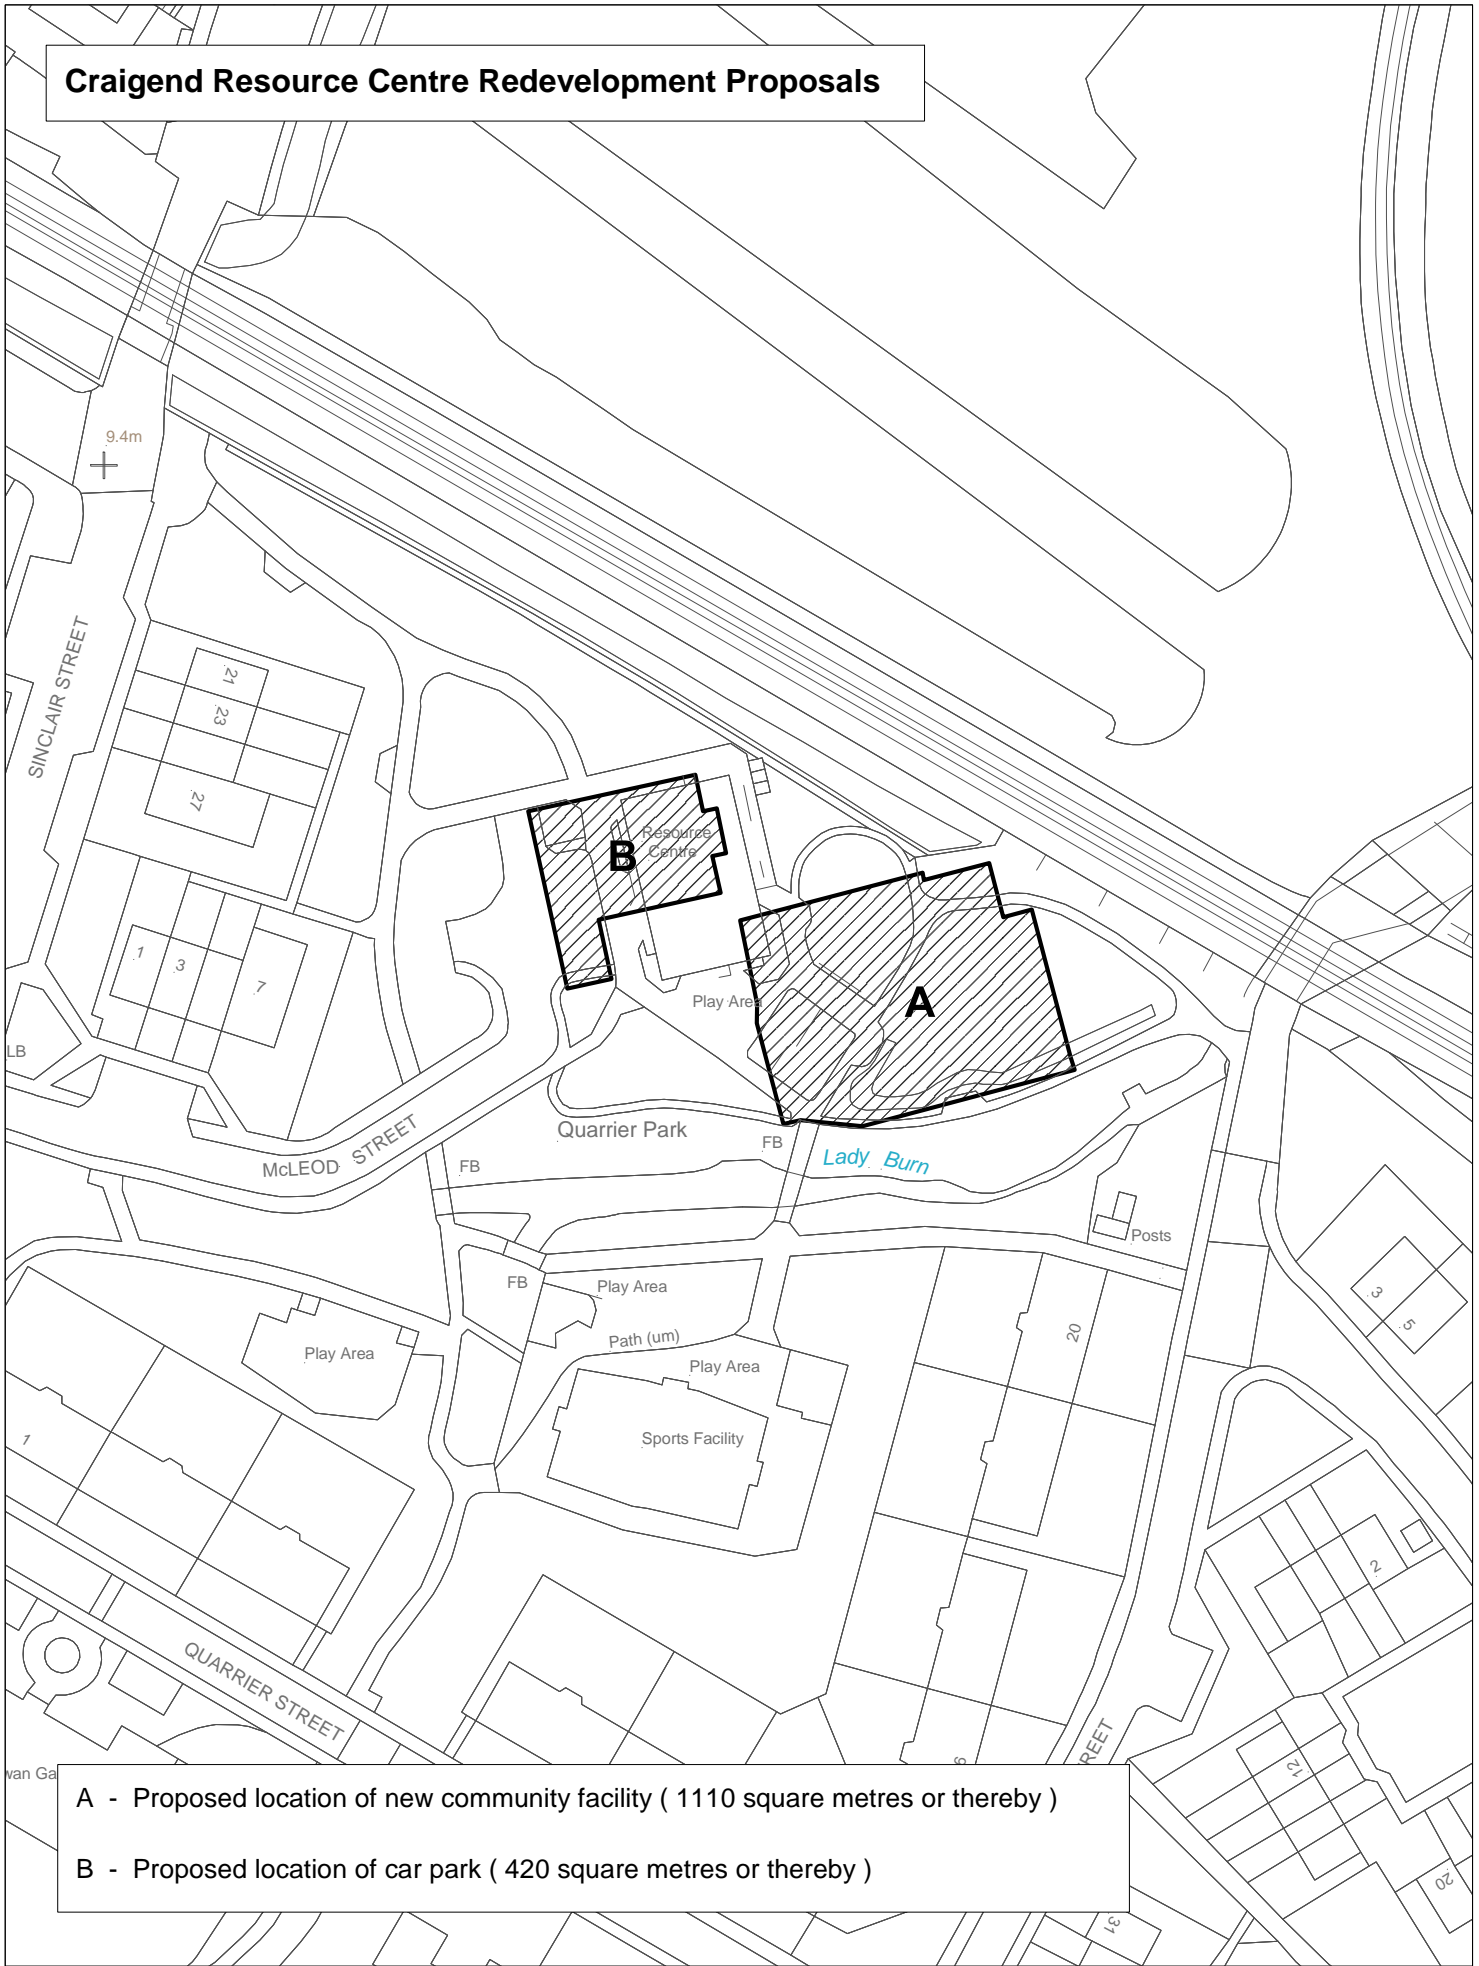 Craigend Resource Centre Redevelopment Proposals
9.4m
SINCLAIR STREET
21
23
27
Resource
Centre
B
1
3
7
A
Play Area
LB
McLEOD STREET
Quarrier Park
FB
FB
Lady Burn
Posts
FB
Play Area
Path (um)
Play Area
Play Area
20
3
5
Sports Facility
1
2
QUARRIER STREET
REET
12
wan Ga
A - Proposed location of new community facility ( 1110 square metres or thereby )
B - Proposed location of car park ( 420 square metres or thereby )
20
31